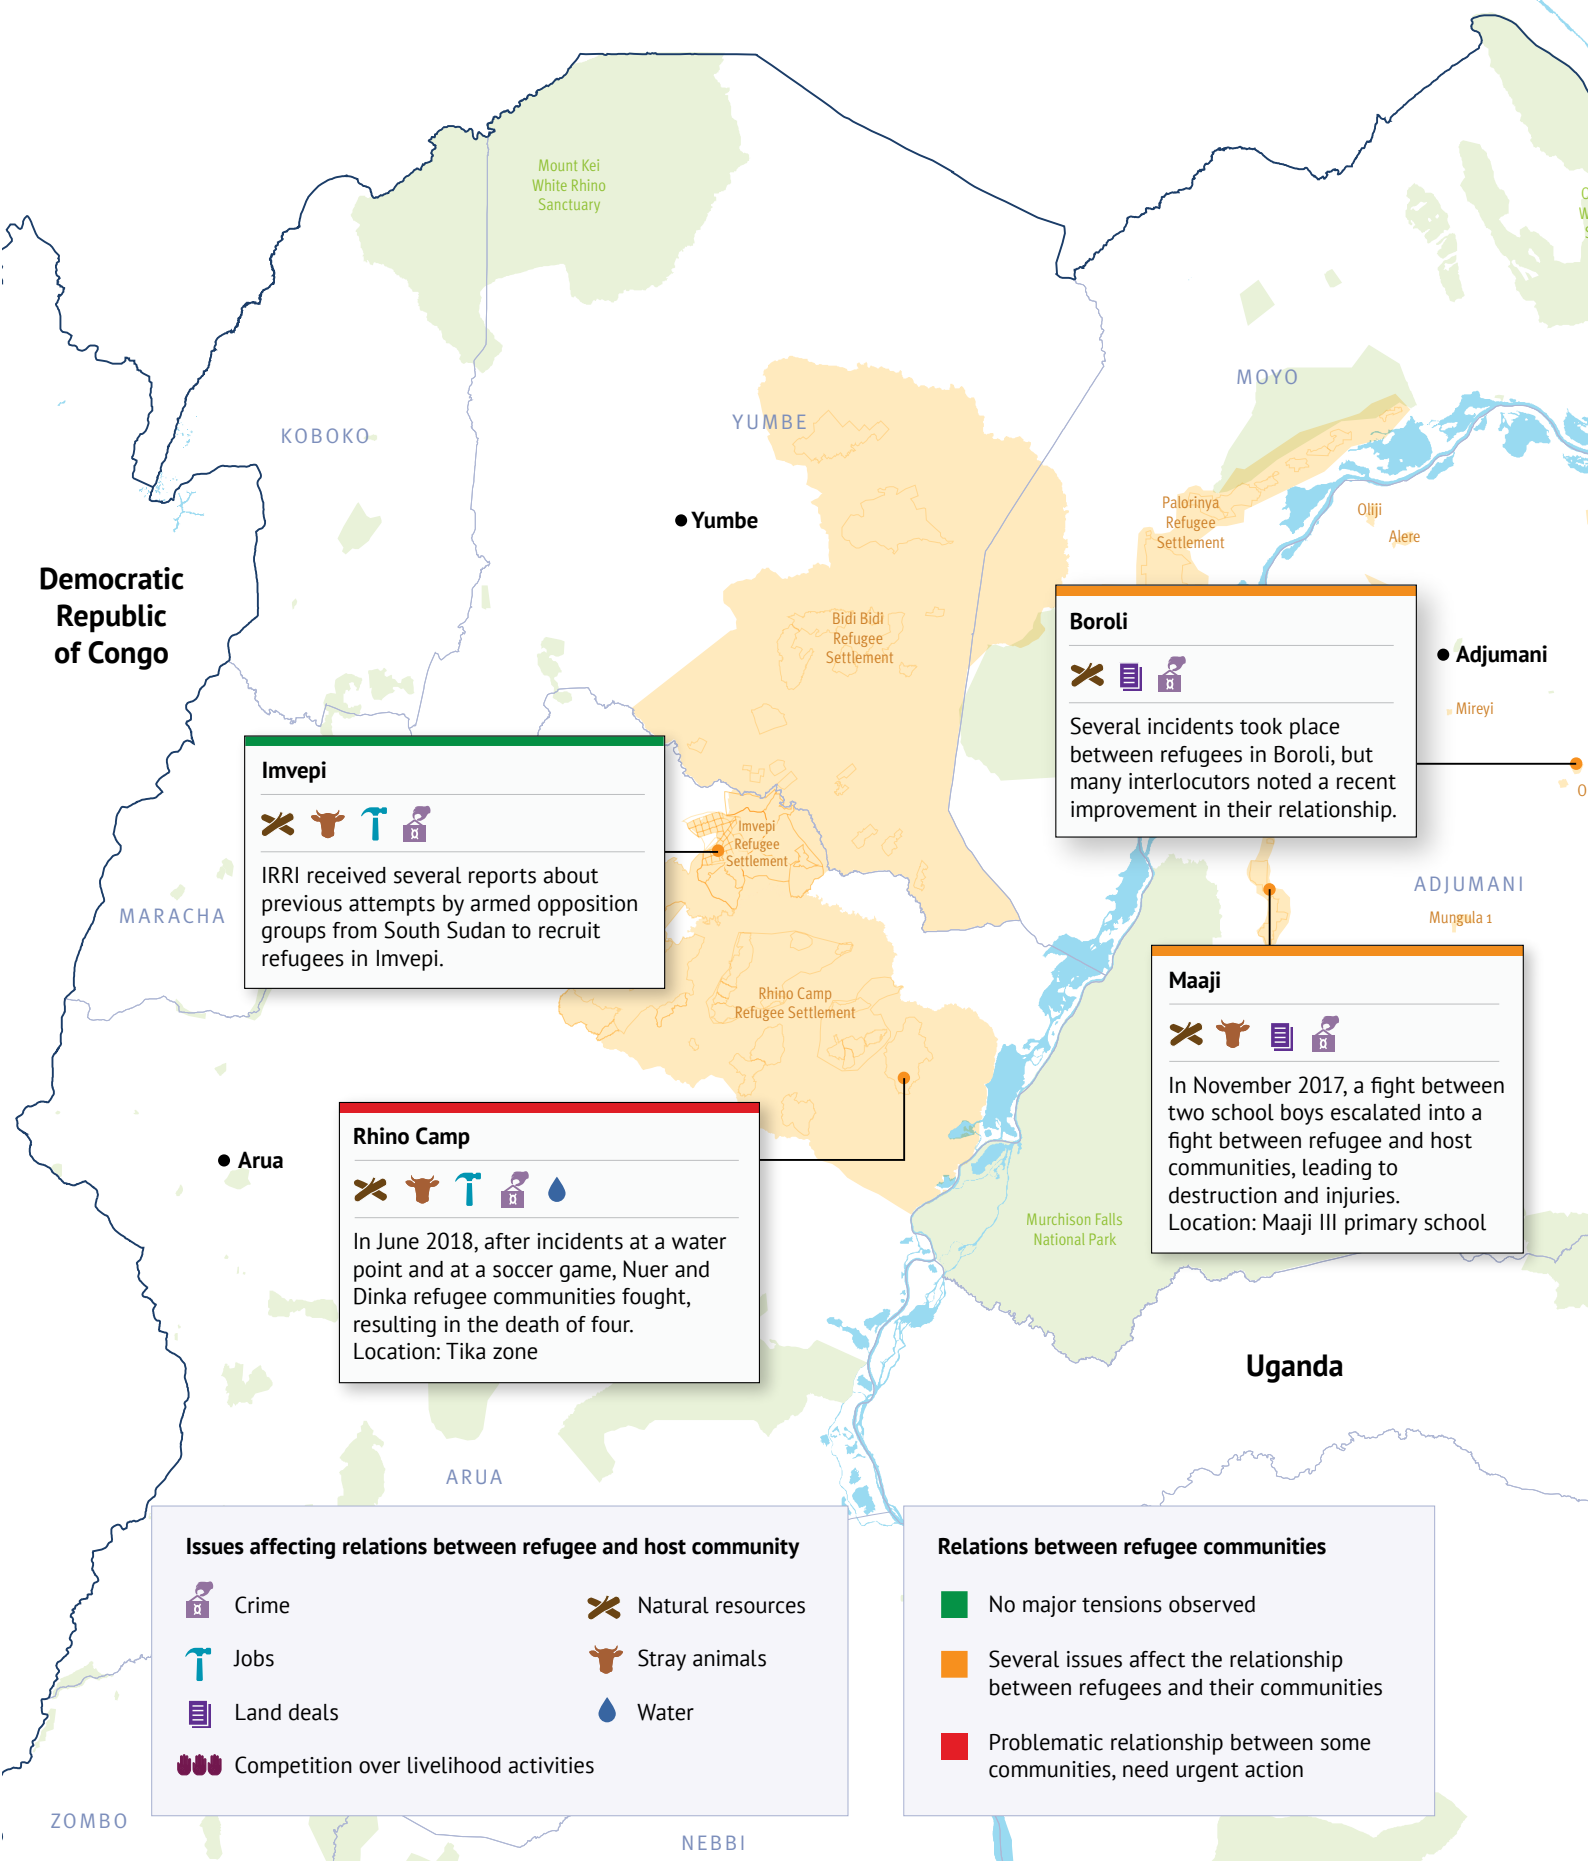 Mount Kei
White Rhino
Sanctuary
MOYO
KOBOKO
YUMBE
Yumbe
Palorinya
Refugee
Settlement
Oliji
Alere
Democratic
Republic
of Congo
Bidi Bidi
Refugee
Settlement
Boroli
Several incidents took place
between refugees in Boroli, but
many interlocutors noted a recent
improvement in their relationship.
Adjumani
Mireyi
Imvepi
IRRI received several reports about
previous attempts by armed opposition
groups from South Sudan to recruit
refugees in Imvepi.
Imvepi
Refugee
Settlement
MARACHA
ADJUMANI
Mungula 1
Rhino Camp
Refugee Settlement
Maaji
In November 2017, a fight between
two school boys escalated into a
fight between refugee and host
communities, leading to
destruction and injuries.
Location: Maaji III primary school
Arua
Rhino Camp
In June 2018, after incidents at a water
point and at a soccer game, Nuer and
Dinka refugee communities fought,
resulting in the death of four.
Location: Tika zone
Murchison Falls
National Park
Uganda
ARUA
Issues affecting relations between refugee and host community
Crime
Natural resources
Jobs
Stray animals
Land deals
Water
Competition over livelihood activities
Relations between refugee communities
No major tensions observed
Several issues affect the relationship
between refugees and their communities
Problematic relationship between some
communities, need urgent action
ZOMBO
NEBBI